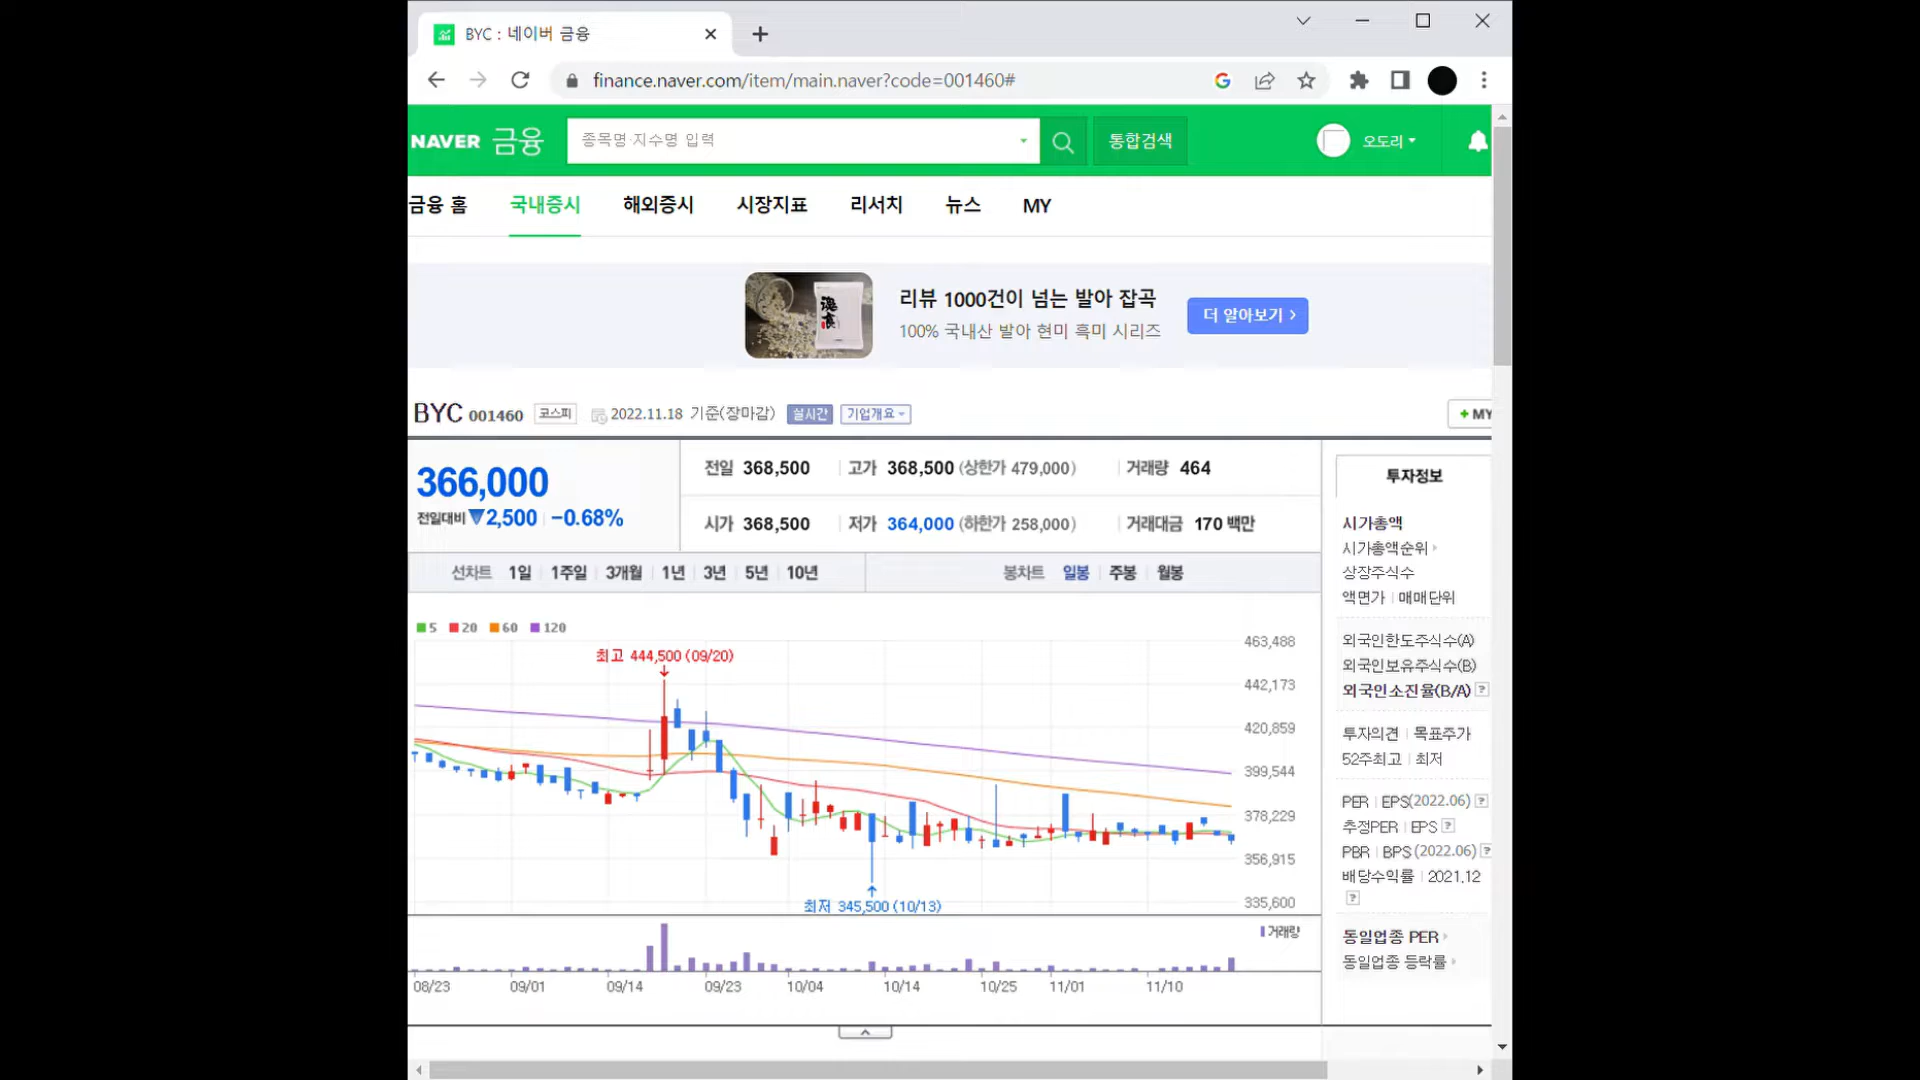 BYC : 네이버 금융
finance.naver.com/item/main.naver?code=001460#
NAVER 금융
종목명·지수명 입력
통합검색
오도리
금융 홈
국내증시
해외증시
시장지표
리서치
뉴스
MY
리뷰 1000건이 넘는 발아 잡곡
100% 국내산 발아 현미 흑미 시리즈
더 알아보기
BYC 001460 코스피 2022.11.18 기준(장마감) 실시간 기업개요
+ MY
366,000
전일대비 ▼2,500 −0.68%
전일 368,500 고가 368,500 (상한가 479,000) 거래량 464
시가 368,500 저가 364,000 (하한가 258,000) 거래대금 170 백만
선차트 1일 1주일 3개월 1년 3년 5년 10년 봉차트 일봉 주봉 월봉
5 20 60 120
최고 444,500 (09/20)
463,488
442,173
420,859
399,544
378,229
356,915
335,600
최저 345,500 (10/13)
거래량
08/23 09/01 09/14 09/23 10/04 10/14 10/25 11/01 11/10
투자정보
시가총액
시가총액순위
상장주식수
액면가 매매단위
외국인한도주식수(A)
외국인보유주식수(B)
외국인소진율(B/A) ?
투자의견 목표주가
52주최고 최저
PER EPS(2022.06) ?
추정PER EPS ?
PBR BPS (2022.06) ?
배당수익률 2021.12
?
동일업종 PER
동일업종 등락률